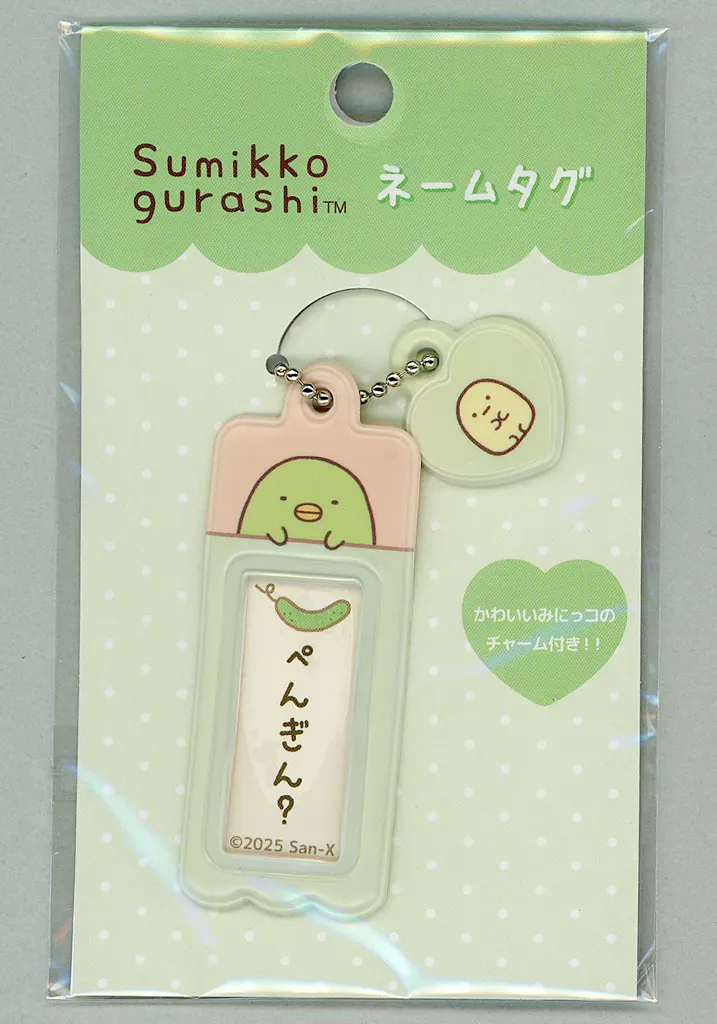 Sumikko
gurashi™
ネームタグ
かわいいみにっコの
チャーム付き!!
ぺんぎん?
©2025 San-X